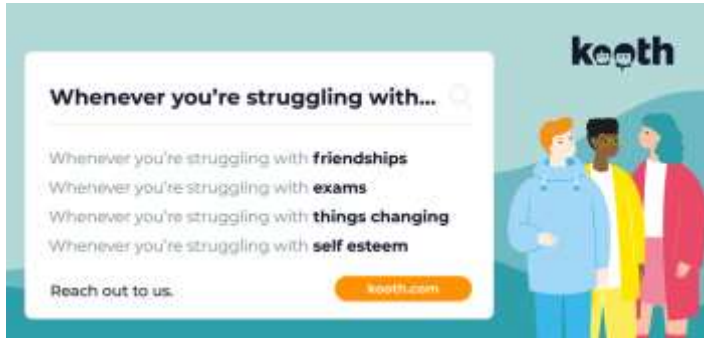 kooth
Whenever you're struggling with...
Whenever you're struggling with friendships
Whenever you're struggling with exams
Whenever you're struggling with things changing
Whenever you're struggling with self esteem
Reach out to us.
kooth.com